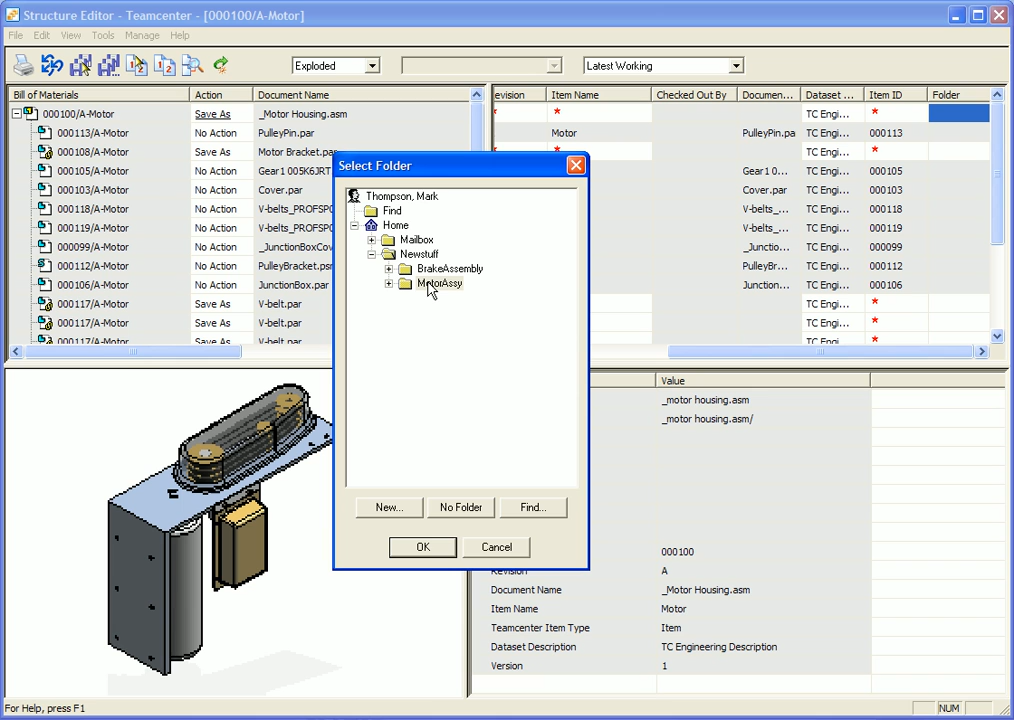 Structure Editor - Teamcenter - [000100/A-Motor]
File Edit View Tools Manage Help
Exploded Latest Working
Bill of Materials Action Document Name evision Item Name Checked Out By Documen... Dataset ... Item ID Folder
000100/A-Motor Save As _Motor Housing.asm * * TC Engi... *
000113/A-Motor No Action PulleyPin.par Motor PulleyPin.pa TC Engi... 000113
000108/A-Motor Save As Motor Bracket.par TC Engi... *
000105/A-Motor No Action Gear1 005K6JRT Gear1 0... TC Engi... 000105
000103/A-Motor No Action Cover.par Cover.par TC Engi... 000103
000118/A-Motor No Action V-belts_PROFSPO V-belts_... TC Engi... 000118
000119/A-Motor No Action V-belts_PROFSPO V-belts_... TC Engi... 000119
000099/A-Motor No Action _JunctionBoxCov _Junctio... TC Engi... 000099
000112/A-Motor No Action PulleyBracket.psm PulleyBr... TC Engi... 000112
000106/A-Motor No Action JunctionBox.par Junction... TC Engi... 000106
000117/A-Motor Save As V-belt.par TC Engi... *
000117/A-Motor Save As V-belt.par TC Engi... *
000117/A-Motor Save As V-belt.par TC Engi... *
Select Folder
Thompson, Mark
Find
Home
Mailbox
Newstuff
BrakeAssembly
MotorAssy
New... No Folder Find...
OK Cancel
Value
_motor housing.asm
_motor housing.asm/
000100
Revision A
Document Name _Motor Housing.asm
Item Name Motor
Teamcenter Item Type Item
Dataset Description TC Engineering Description
Version 1
For Help, press F1 NUM